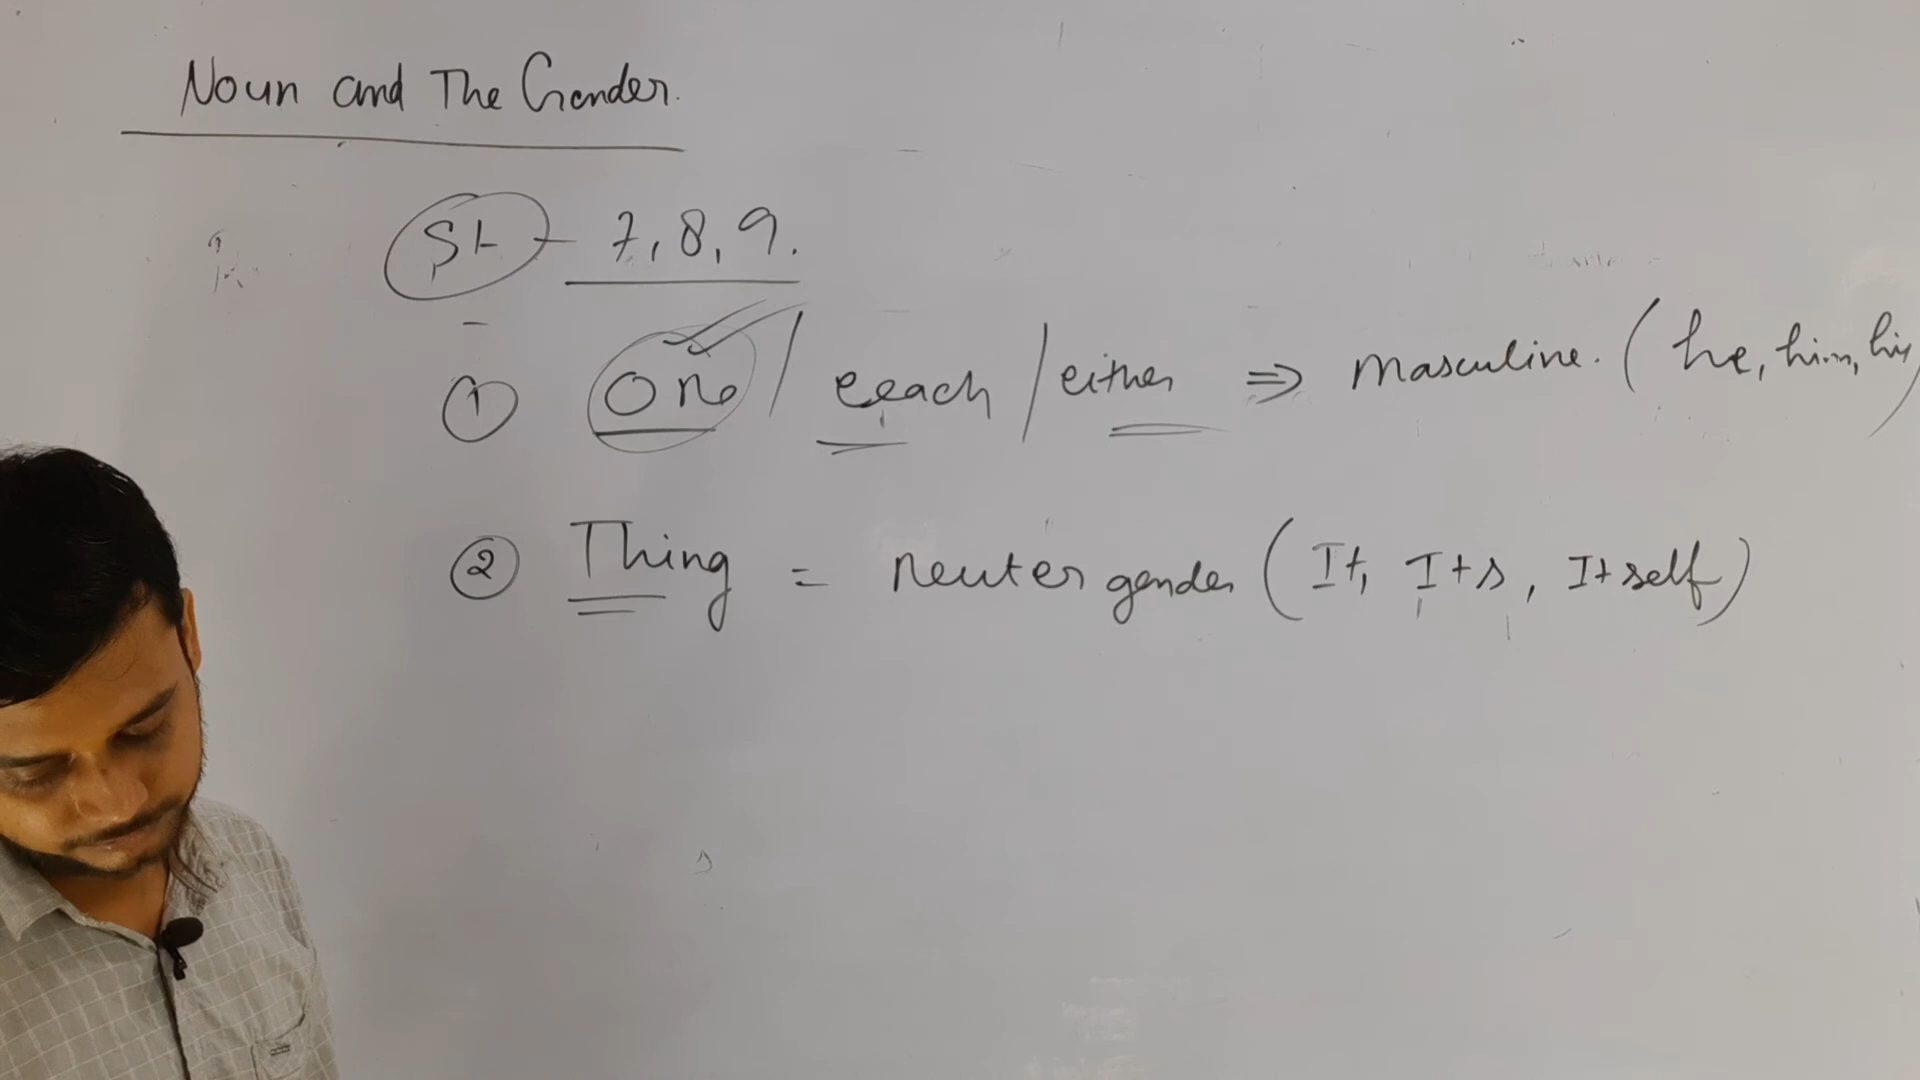 Noun and The Gender.
St - 7, 8, 9.
① One / each / either ⇒ masculine. (he, him, his)
② Thing = neuter gender (It, Its, Itself)